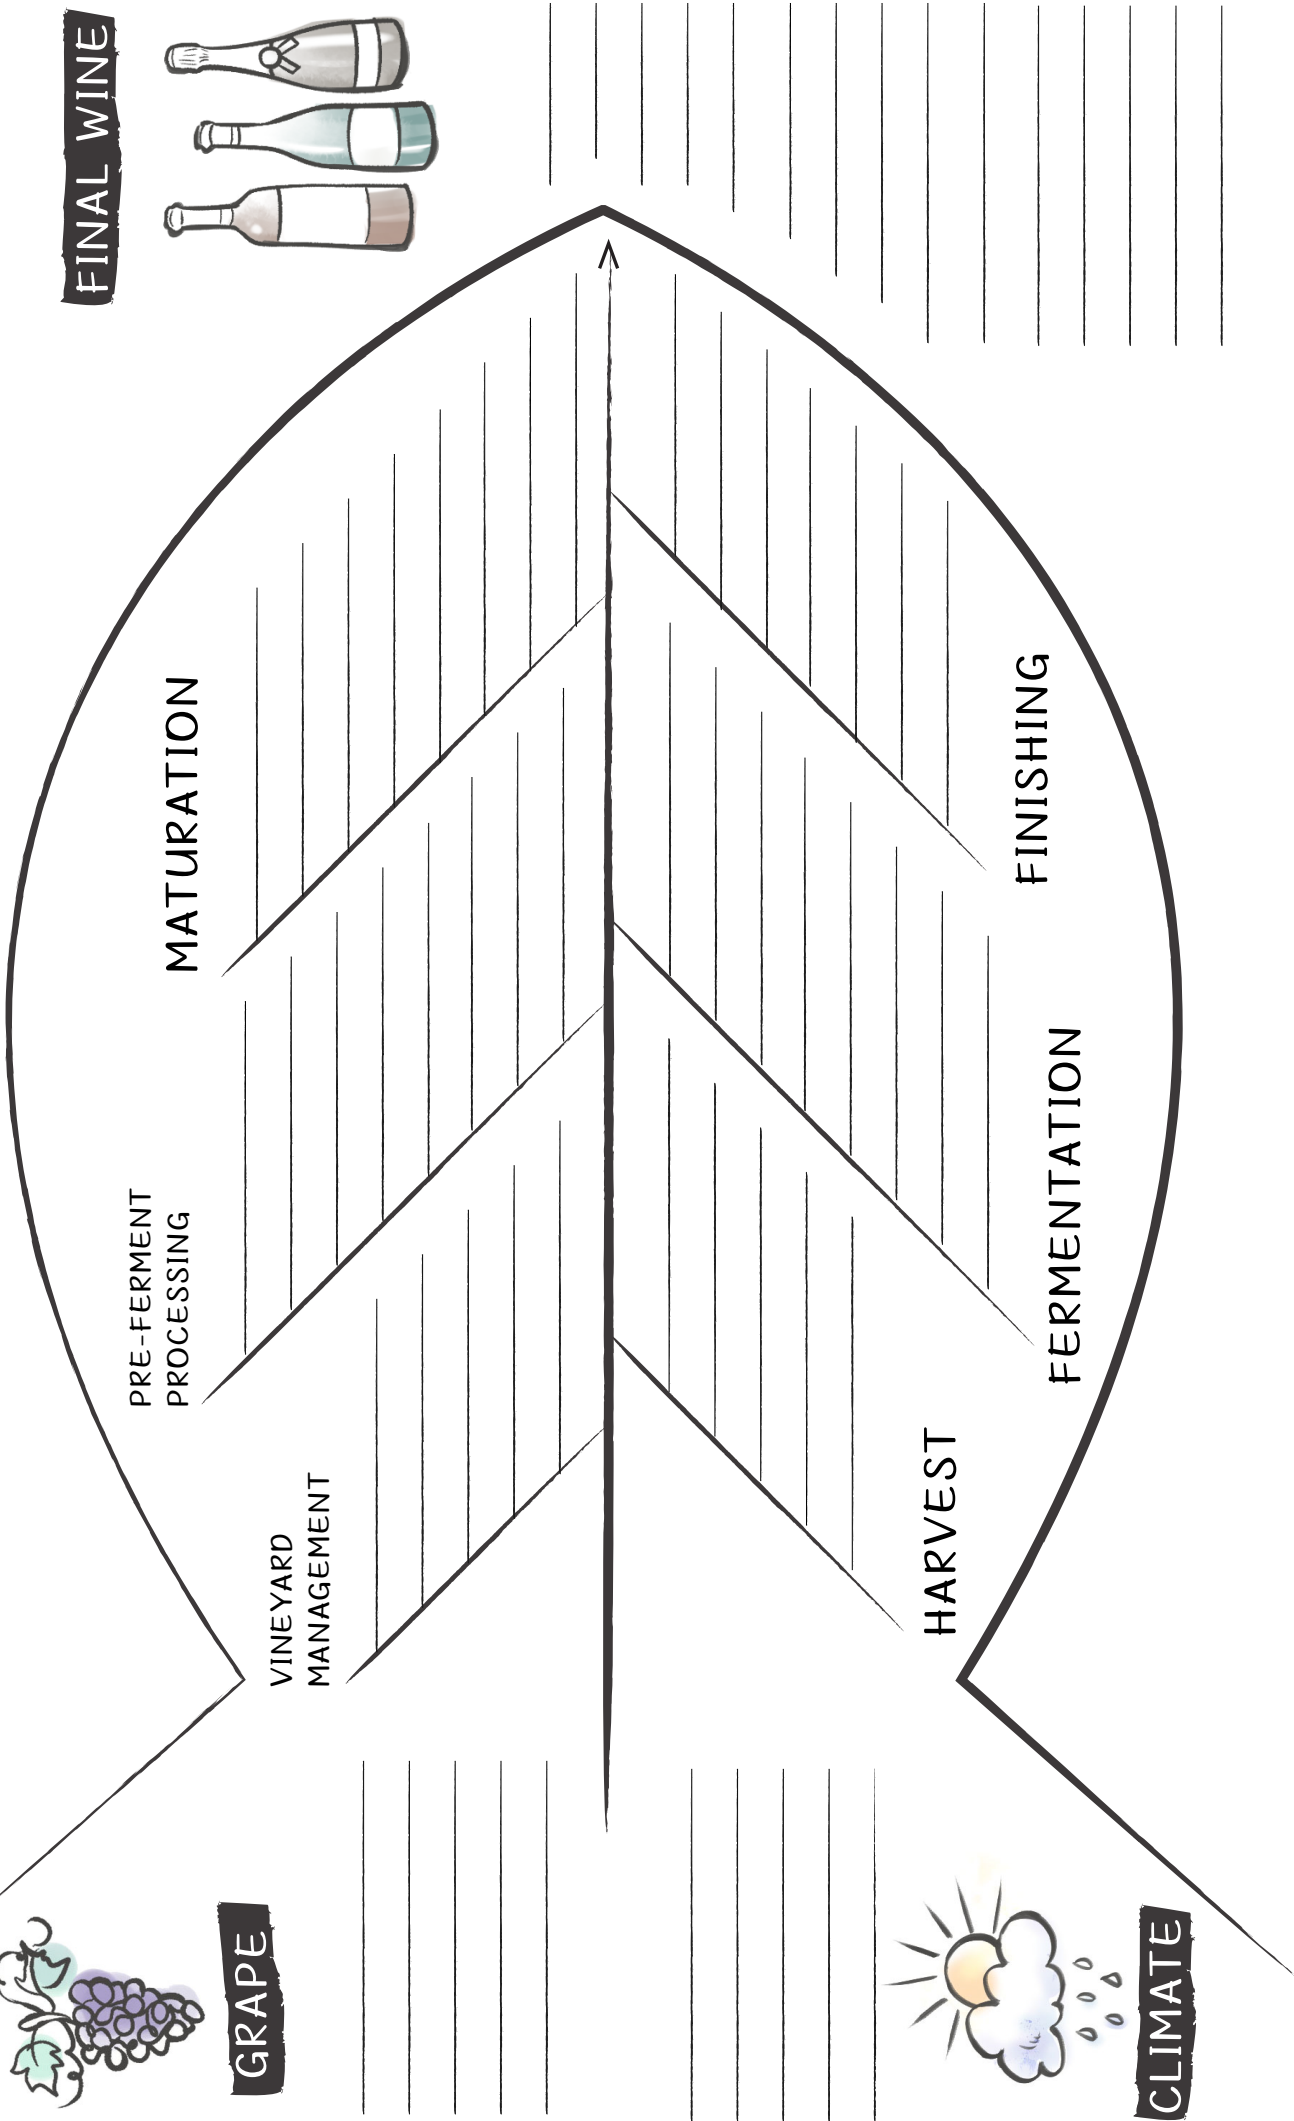 FINAL WINE
MATURATION
FINISHING
PRE-FERMENT
PROCESSING
FERMENTATION
VINEYARD
MANAGEMENT
HARVEST
GRAPE
CLIMATE